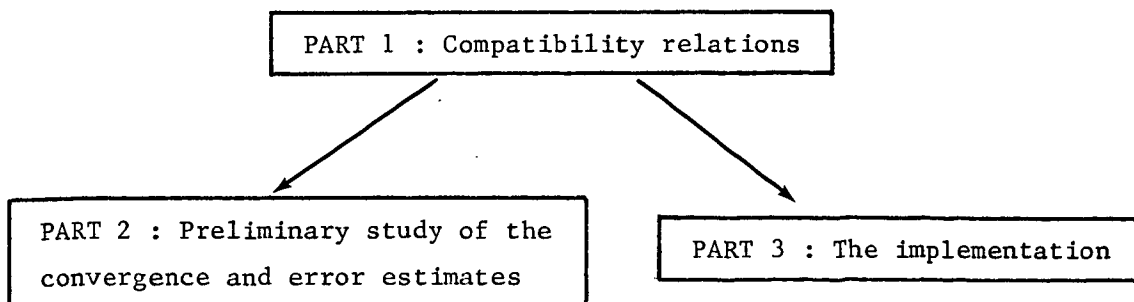 PART 1 : Compatibility relations
PART 2 : Preliminary study of the
convergence and error estimates
PART 3 : The implementation